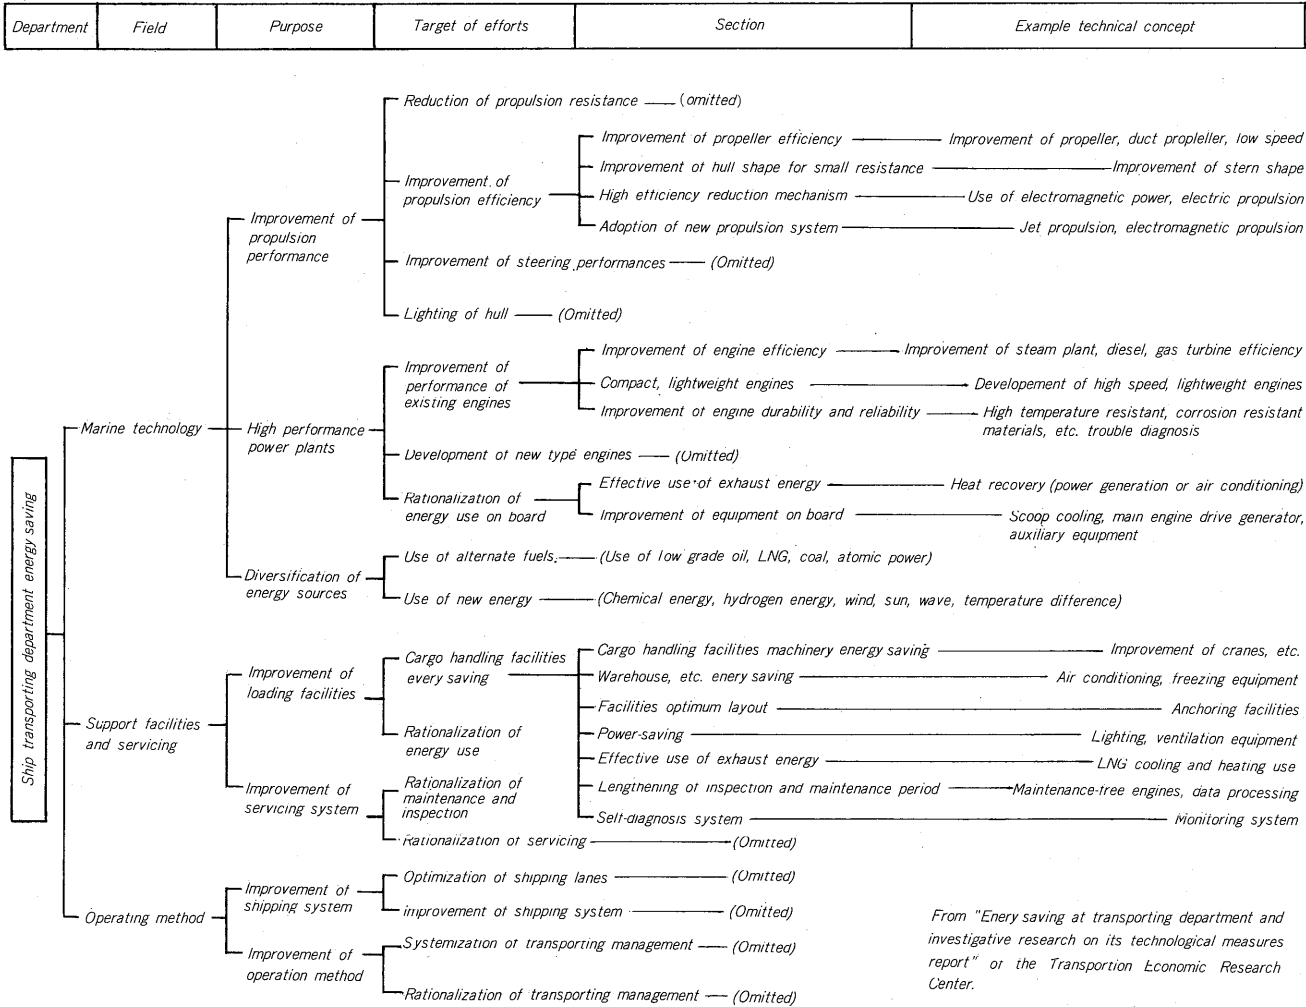 Department Field Purpose Target of efforts Section Example technical concept
Ship transporting department energy saving
Marine technology
Improvement of
propulsion
performance
Reduction of propulsion resistance (omitted)
Improvement. of
propulsion efficiency
Improvement of propeller efficiency Improvement of propeller, duct propleller, low speed
Improvement of hull shape for small resistance Improvement of stern shape
High efficiency reduction mechanism Use of electromagnetic power, electric propulsion
Adoption of new propulsion system Jet propulsion, electromagnetic propulsion
Improvement of steering performances (Omitted)
Lighting of hull (Omitted)
High performance
power plants
Improvement of
performance of
existing engines
Improvement of engine efficiency Improvement of steam plant, diesel, gas turbine efficiency
Compact, lightweight engines Developement of high speed, lightweight engines
Improvement of engine durability and reliability High temperature resistant, corrosion resistant
materials, etc. trouble diagnosis
Development of new type engines (Omitted)
Rationalization of
energy use on board
Effective use of exhaust energy Heat recovery (power generation or air conditioning)
Improvement of equipment on board Scoop cooling, main engine drive generator,
auxiliary equipment
Diversification of
energy sources
Use of alternate fuels. (Use of low grade oil, LNG, coal, atomic power)
Use of new energy (Chemical energy, hydrogen energy, wind, sun, wave, temperature difference)
Support facilities
and servicing
Improvement of
loading facilities
Cargo handling facilities
every saving
Cargo handling facilities machinery energy saving Improvement of cranes, etc.
Warehouse, etc. enery saving Air conditioning, freezing equipment
Facilities optimum layout Anchoring facilities
Rationalization of
energy use
Power-saving Lighting, ventilation equipment
Effective use of exhaust energy LNG cooling and heating use
Improvement of
servicing system
Rationalization of
maintenance and
inspection
Lengthening of inspection and maintenance period Maintenance-free engines, data processing
Self-diagnosis system Monitoring system
Rationalization of servicing (Omitted)
Operating method
Improvement of
shipping system
Optimization of shipping lanes (Omitted)
improvement of shipping system (Omitted)
Improvement of
operation method
Systemization of transporting management (Omitted)
Rationalization of transporting management (Omitted)
From "Enery saving at transporting department and
investigative research on its technological measures
report" of the Transportion Economic Research
Center.